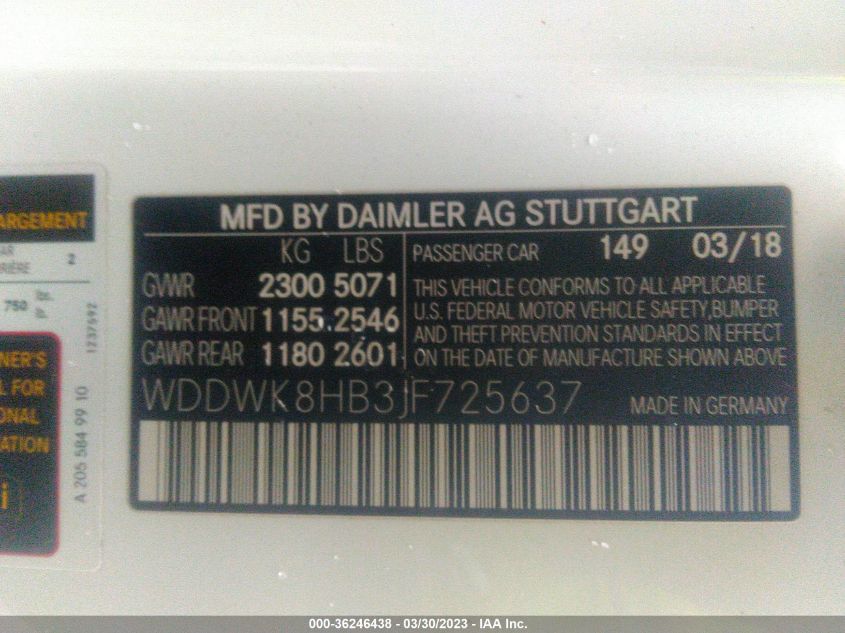 MFD BY DAIMLER AG STUTTGART
KG LBS
GVWR 2300 5071
GAWR FRONT 1155 2546
GAWR REAR 1180 2601
PASSENGER CAR 149 03/18
THIS VEHICLE CONFORMS TO ALL APPLICABLE
U.S. FEDERAL MOTOR VEHICLE SAFETY, BUMPER
AND THEFT PREVENTION STANDARDS IN EFFECT
ON THE DATE OF MANUFACTURE SHOWN ABOVE
WDDWK8HB3JF725637 MADE IN GERMANY
ARGEMENT
2
750
NER'S
L FOR
ONAL
ATION
i
1237592
A 205 584 99 10
000-36246438 - 03/30/2023 - IAA Inc.